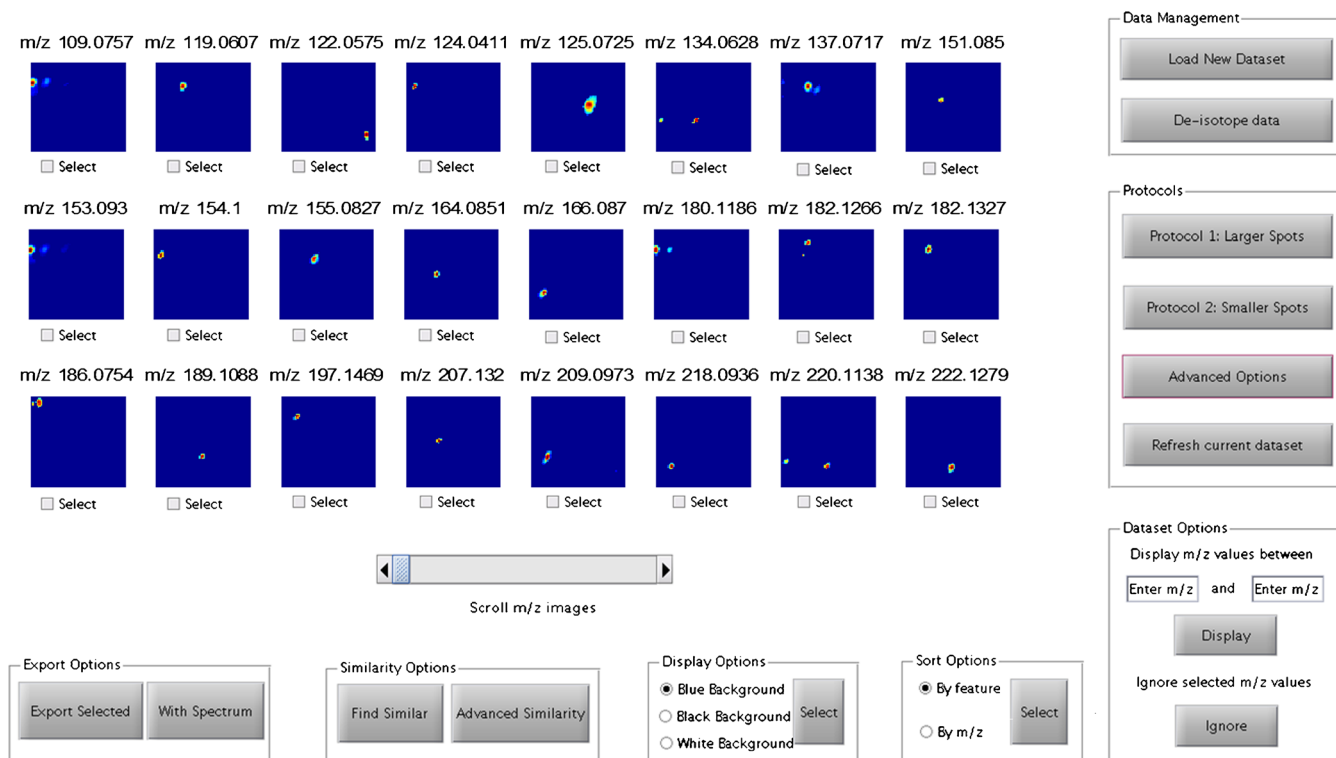 m/z 109.0757 m/z 119.0607 m/z 122.0575 m/z 124.0411 m/z 125.0725 m/z 134.0628 m/z 137.0717 m/z 151.085
Select Select Select Select Select Select Select Select
m/z 153.093 m/z 154.1 m/z 155.0827 m/z 164.0851 m/z 166.087 m/z 180.1186 m/z 182.1266 m/z 182.1327
Select Select Select Select Select Select Select Select
m/z 186.0754 m/z 189.1088 m/z 197.1469 m/z 207.132 m/z 209.0973 m/z 218.0936 m/z 220.1138 m/z 222.1279
Select Select Select Select Select Select Select Select
Scroll m/z images
Export Options
Export Selected With Spectrum
Similarity Options
Find Similar Advanced Similarity
Display Options
Blue Background
Black Background
White Background
Select
Sort Options
By feature
By m/z
Select
Data Management
Load New Dataset
De-isotope data
Protocols
Protocol 1: Larger Spots
Protocol 2: Smaller Spots
Advanced Options
Refresh current dataset
Dataset Options
Display m/z values between
Enter m/z and Enter m/z
Display
Ignore selected m/z values
Ignore